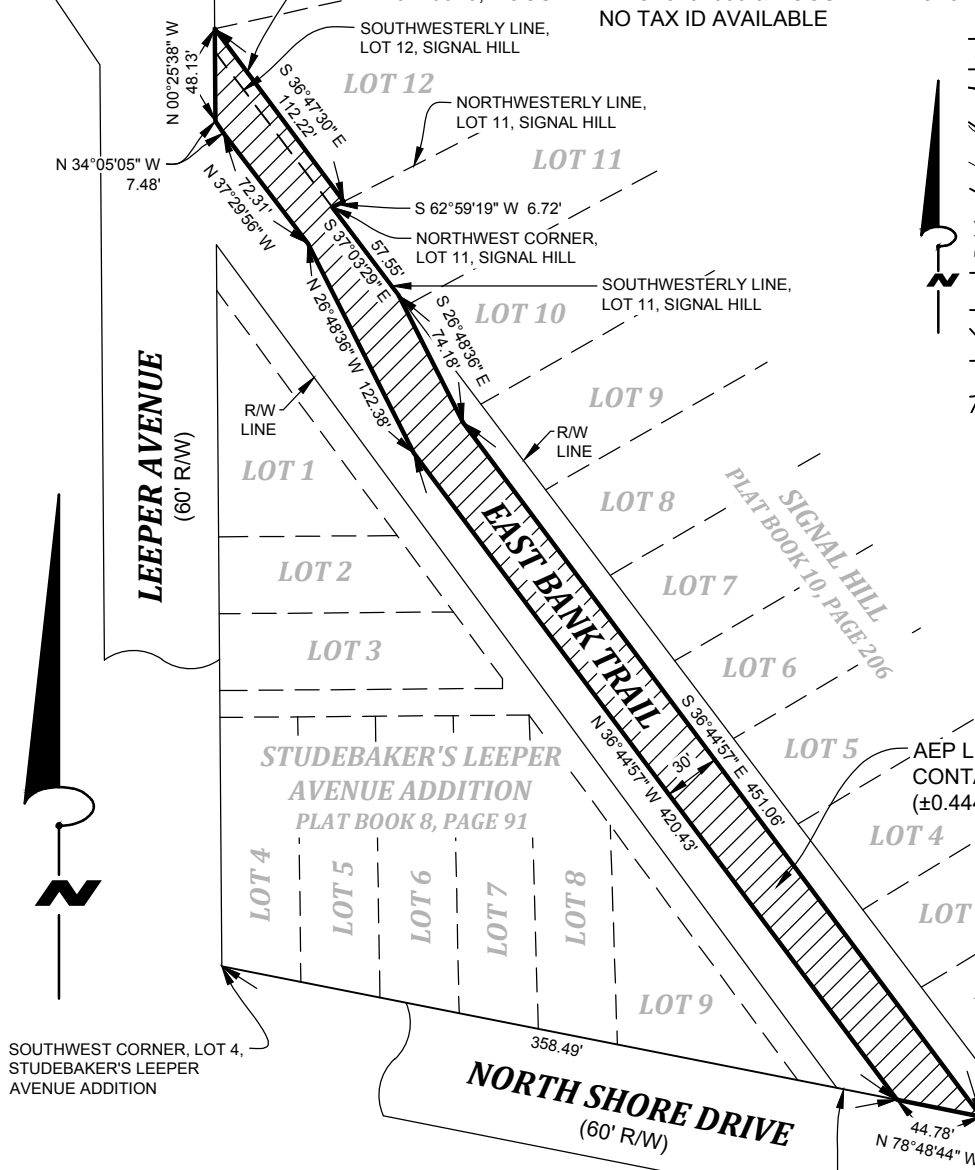 NO TAX ID AVAILABLE
SOUTHWESTERLY LINE,
LOT 12, SIGNAL HILL
LOT 12
N 00°25'38" W
48.13'
S 36°47'30" E
112.22'
NORTHWESTERLY LINE,
LOT 11, SIGNAL HILL
LOT 11
N 34°05'05" W
7.48'
72.31'
N 37°29'56" W
S 62°59'19" W 6.72'
NORTHWEST CORNER,
LOT 11, SIGNAL HILL
57.55'
S 37°03'29" E
SOUTHWESTERLY LINE,
LOT 11, SIGNAL HILL
LOT 10
S 26°48'36" E
74.18'
N 26°48'36" W 122.38'
LEEPER AVENUE
(60' R/W)
R/W
LINE
LOT 9
R/W
LINE
LOT 1
LOT 8
SIGNAL HILL
PLAT BOOK 10, PAGE 206
LOT 2
EAST BANK TRAIL
LOT 7
LOT 3
LOT 6
S 36°44'57" E 451.06'
N 36°44'57" W 420.43'
30'
LOT 5
STUDEBAKER'S LEEPER
AVENUE ADDITION
PLAT BOOK 8, PAGE 91
AEP L
CONTA
(±0.444
LOT 4
LOT 4
LOT 5
LOT 6
LOT 7
LOT 8
LOT
LOT 9
N
N
SOUTHWEST CORNER, LOT 4,
STUDEBAKER'S LEEPER
AVENUE ADDITION
358.49'
NORTH SHORE DRIVE
(60' R/W)
44.78'
N 78°48'44" W